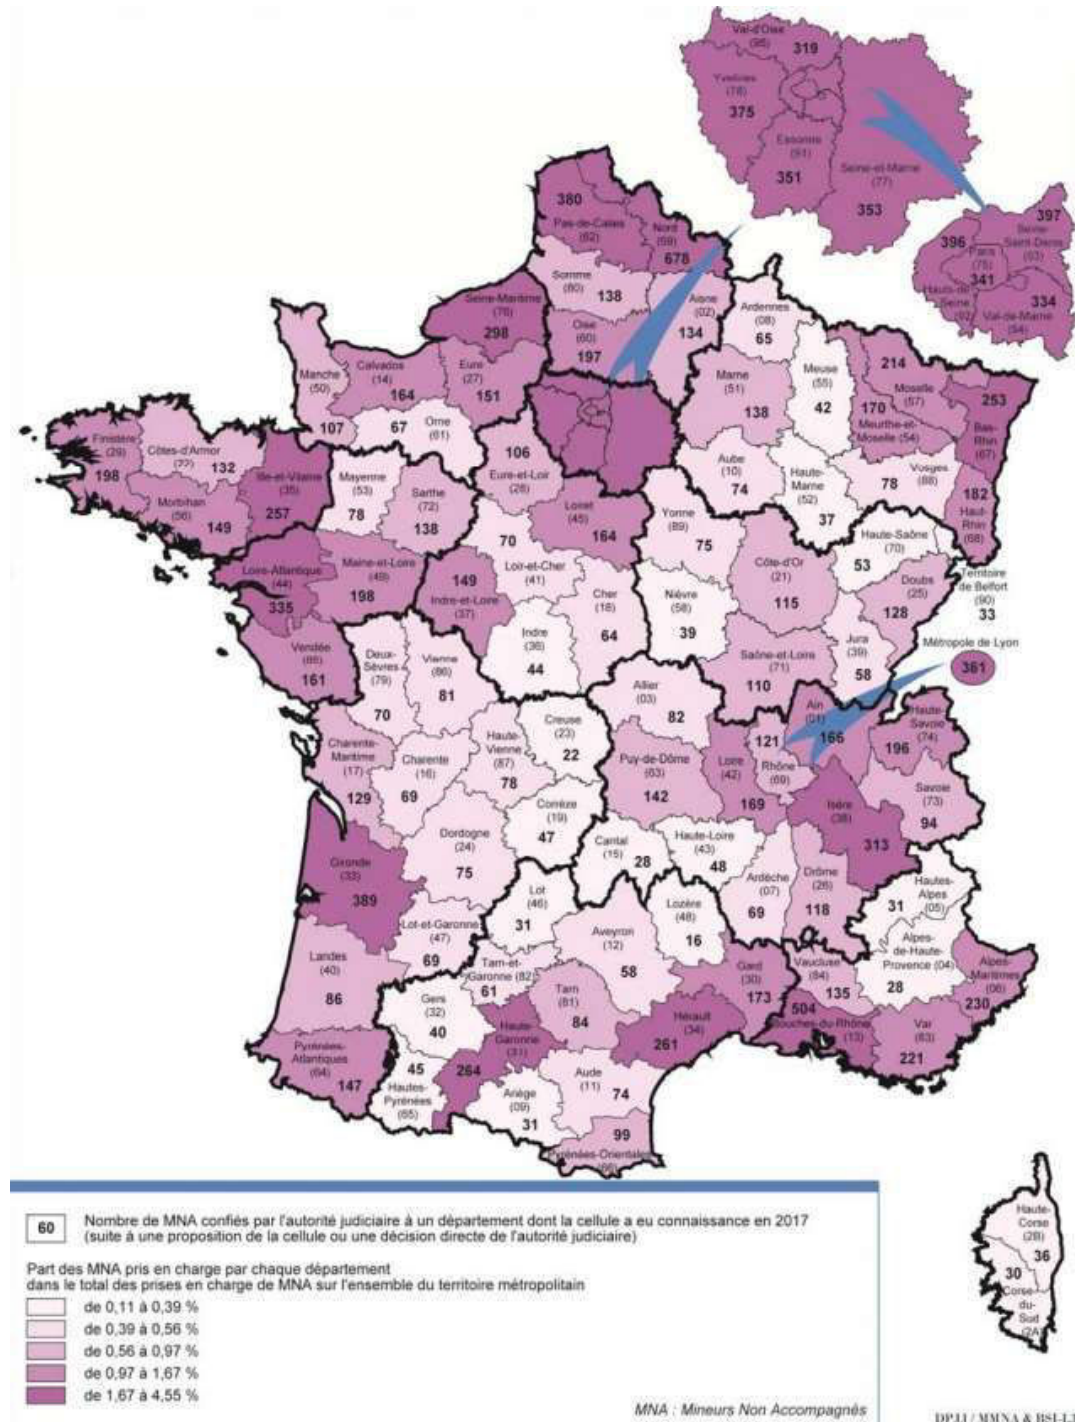 Val-d'Oise
(95)
319
Yvelines
(78)
375
Essonne
(91)
351
Seine-et-Marne
(77)
353
397
Seine-
Saint-Denis
(93)
396
Paris
(75)
341
Hauts-de-
Seine
(92)
334
Val-de-Marne
(94)
380
Pas-de-Calais
(62)
Nord
(59)
678
Somme
(80)
138
Aisne
(02)
134
Seine-Maritime
(76)
298
Oise
(60)
197
Ardennes
(08)
65
Manche
(50)
107
Calvados
(14)
164
Eure
(27)
151
Marne
(51)
138
Meuse
(55)
42
214
Moselle
(57)
170
Meurthe-et-
Moselle (54)
253
Bas-
Rhin
(67)
67
Orne
(61)
Finistère
(29)
198
Côtes-d'Armor
(22)
132
Ille-et-Vilaine
(35)
257
Morbihan
(56)
149
Mayenne
(53)
78
Sarthe
(72)
138
106
Eure-et-Loir
(28)
Aube
(10)
74
Haute-
Marne
(52)
37
Vosges
(88)
78
182
Haut-
Rhin
(68)
Loiret
(45)
164
Yonne
(89)
75
70
Loir-et-Cher
(41)
Haute-Saône
(70)
53
Côte-d'Or
(21)
115
Territoire
de Belfort
(90)
33
Doubs
(25)
128
Loire-Atlantique
(44)
335
Maine-et-Loire
(49)
198
149
Indre-et-Loire
(37)
Cher
(18)
64
Nièvre
(58)
39
Indre
(36)
44
Jura
(39)
58
Métropole de Lyon
361
Vendée
(85)
161
Deux-
Sèvres
(79)
70
Vienne
(86)
81
Saône-et-Loire
(71)
110
Allier
(03)
82
Ain
(01)
166
Haute-
Savoie
(74)
196
Creuse
(23)
22
Haute-
Vienne
(87)
78
121
Rhône
(69)
Charente-
Maritime
(17)
129
Charente
(16)
69
Puy-de-Dôme
(63)
142
Loire
(42)
169
Isère
(38)
313
Savoie
(73)
94
Corrèze
(19)
47
Dordogne
(24)
75
Cantal
(15)
28
Haute-Loire
(43)
48
Gironde
(33)
389
Ardèche
(07)
69
Drôme
(26)
118
Hautes-
Alpes
(05)
31
Lot
(46)
31
Lozère
(48)
16
Lot-et-Garonne
(47)
69
Aveyron
(12)
58
Alpes-
de-Haute-
Provence (04)
28
Landes
(40)
86
Tarn-et-
Garonne (82)
61
Tarn
(81)
84
Gard
(30)
173
Vaucluse
(84)
135
Alpes-
Maritimes
(06)
230
Gers
(32)
40
Haute-
Garonne
(31)
264
Hérault
(34)
261
504
Bouches-du-Rhône
(13)
Var
(83)
221
Pyrénées-
Atlantiques
(64)
147
45
Hautes-
Pyrénées
(65)
Ariège
(09)
31
Aude
(11)
74
99
Pyrénées-Orientales
(66)
Haute-
Corse
(2B)
36
30
Corse-
du-
Sud
(2A)
60
Nombre de MNA confiés par l'autorité judiciaire à un département dont la cellule a eu connaissance en 2017
(suite à une proposition de la cellule ou une décision directe de l'autorité judiciaire)
Part des MNA pris en charge par chaque département
dans le total des prises en charge de MNA sur l'ensemble du territoire métropolitain
de 0,11 à 0,39 %
de 0,39 à 0,56 %
de 0,56 à 0,97 %
de 0,97 à 1,67 %
de 1,67 à 4,55 %
MNA : Mineurs Non Accompagnés
DPJJ / MMNA & BSI-